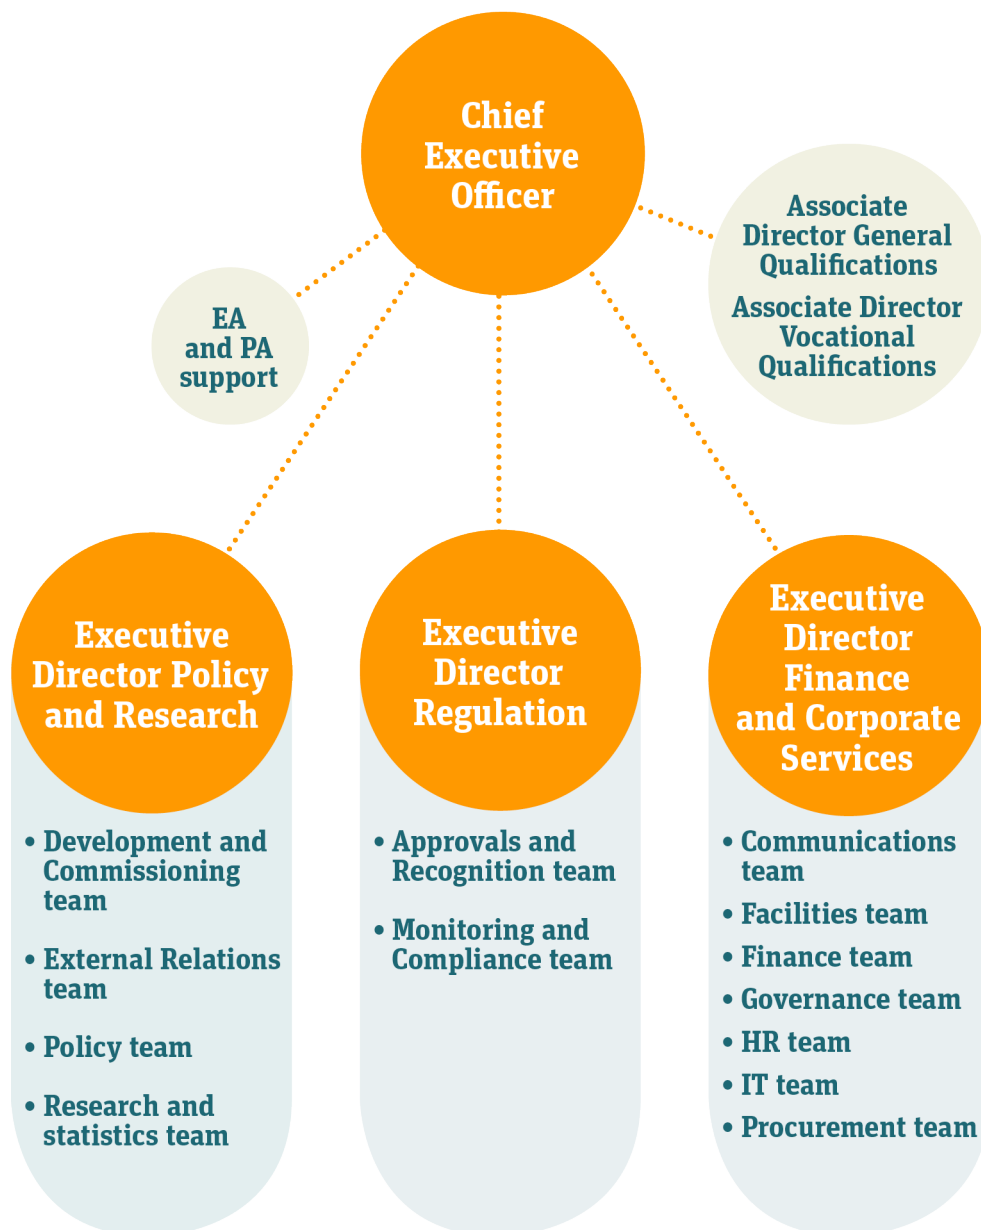 Chief
Executive
Officer
Associate
Director General
Qualifications
Associate Director
Vocational
Qualifications
EA
and PA
support
Executive
Director Policy
and Research
• Development and
Commissioning
team
• External Relations
team
• Policy team
• Research and
statistics team
Executive
Director
Regulation
• Approvals and
Recognition team
• Monitoring and
Compliance team
Executive
Director
Finance
and Corporate
Services
• Communications
team
• Facilities team
• Finance team
• Governance team
• HR team
• IT team
• Procurement team